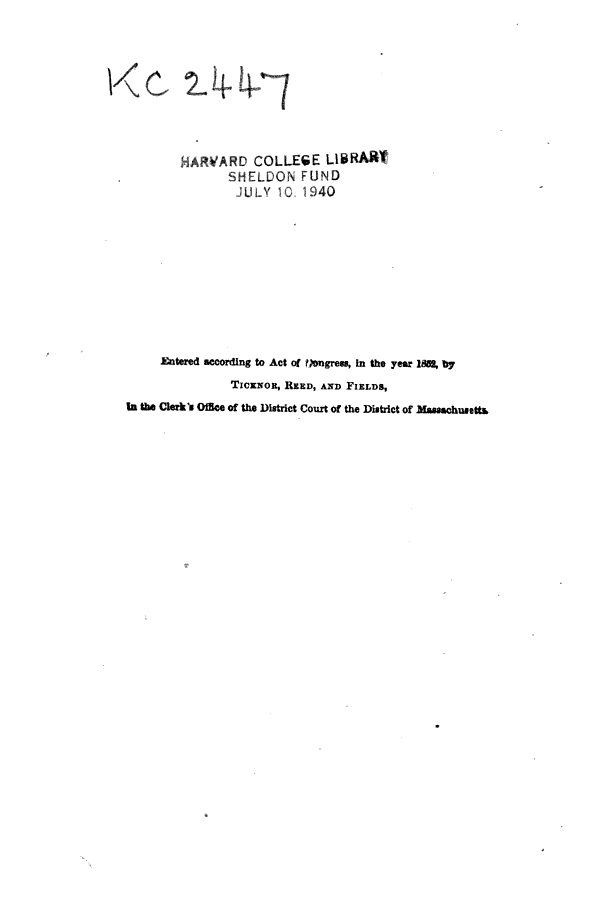 KC 2447
HARVARD COLLEGE LIBRARY
SHELDON FUND
JULY 10. 1940
Entered according to Act of Congress, in the year 1852, by
TICKNOR, REED, AND FIELDS,
In the Clerk's Office of the District Court of the District of Massachusetts.